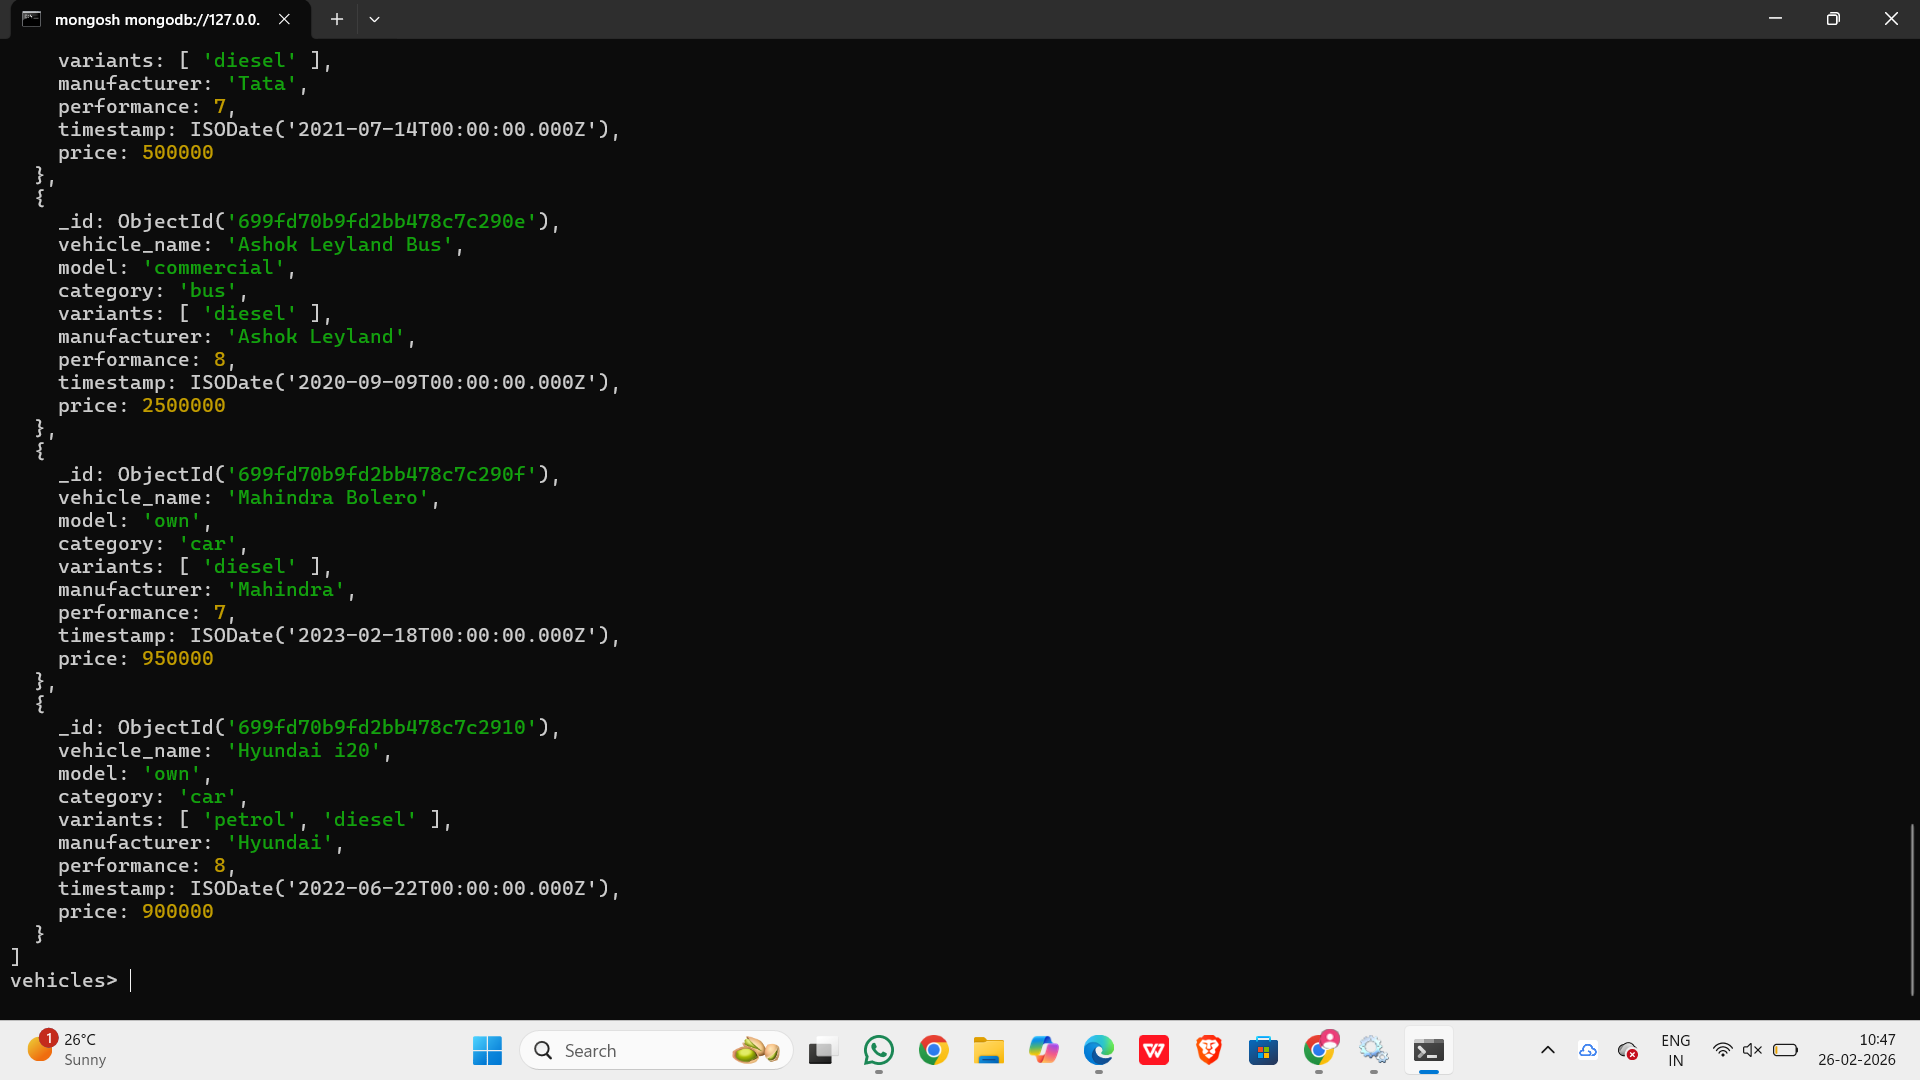 mongosh mongodb://127.0.0.
variants: [ 'diesel' ],
manufacturer: 'Tata',
performance: 7,
timestamp: ISODate('2021-07-14T00:00:00.000Z'),
price: 500000
},
{
_id: ObjectId('699fd70b9fd2bb478c7c290e'),
vehicle_name: 'Ashok Leyland Bus',
model: 'commercial',
category: 'bus',
variants: [ 'diesel' ],
manufacturer: 'Ashok Leyland',
performance: 8,
timestamp: ISODate('2020-09-09T00:00:00.000Z'),
price: 2500000
},
{
_id: ObjectId('699fd70b9fd2bb478c7c290f'),
vehicle_name: 'Mahindra Bolero',
model: 'own',
category: 'car',
variants: [ 'diesel' ],
manufacturer: 'Mahindra',
performance: 7,
timestamp: ISODate('2023-02-18T00:00:00.000Z'),
price: 950000
},
{
_id: ObjectId('699fd70b9fd2bb478c7c2910'),
vehicle_name: 'Hyundai i20',
model: 'own',
category: 'car',
variants: [ 'petrol', 'diesel' ],
manufacturer: 'Hyundai',
performance: 8,
timestamp: ISODate('2022-06-22T00:00:00.000Z'),
price: 900000
}
]
vehicles>
1
26°C
Sunny
Search
ENG
IN
10:47
26-02-2026